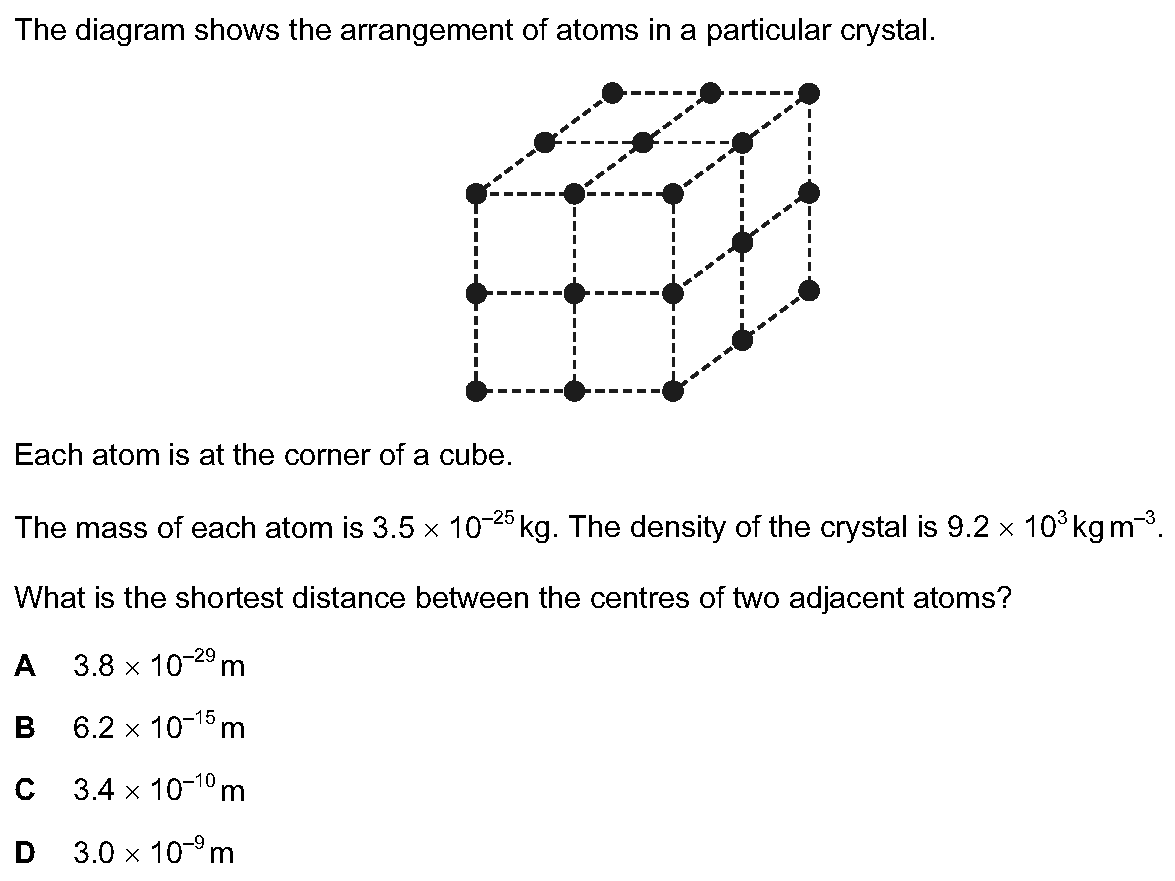 The diagram shows the arrangement of atoms in a particular crystal.
Each atom is at the corner of a cube.
The mass of each atom is 3.5 × 10⁻²⁵ kg. The density of the crystal is 9.2 × 10³ kg m⁻³.
What is the shortest distance between the centres of two adjacent atoms?
A 3.8 × 10⁻²⁹ m
B 6.2 × 10⁻¹⁵ m
C 3.4 × 10⁻¹⁰ m
D 3.0 × 10⁻⁹ m